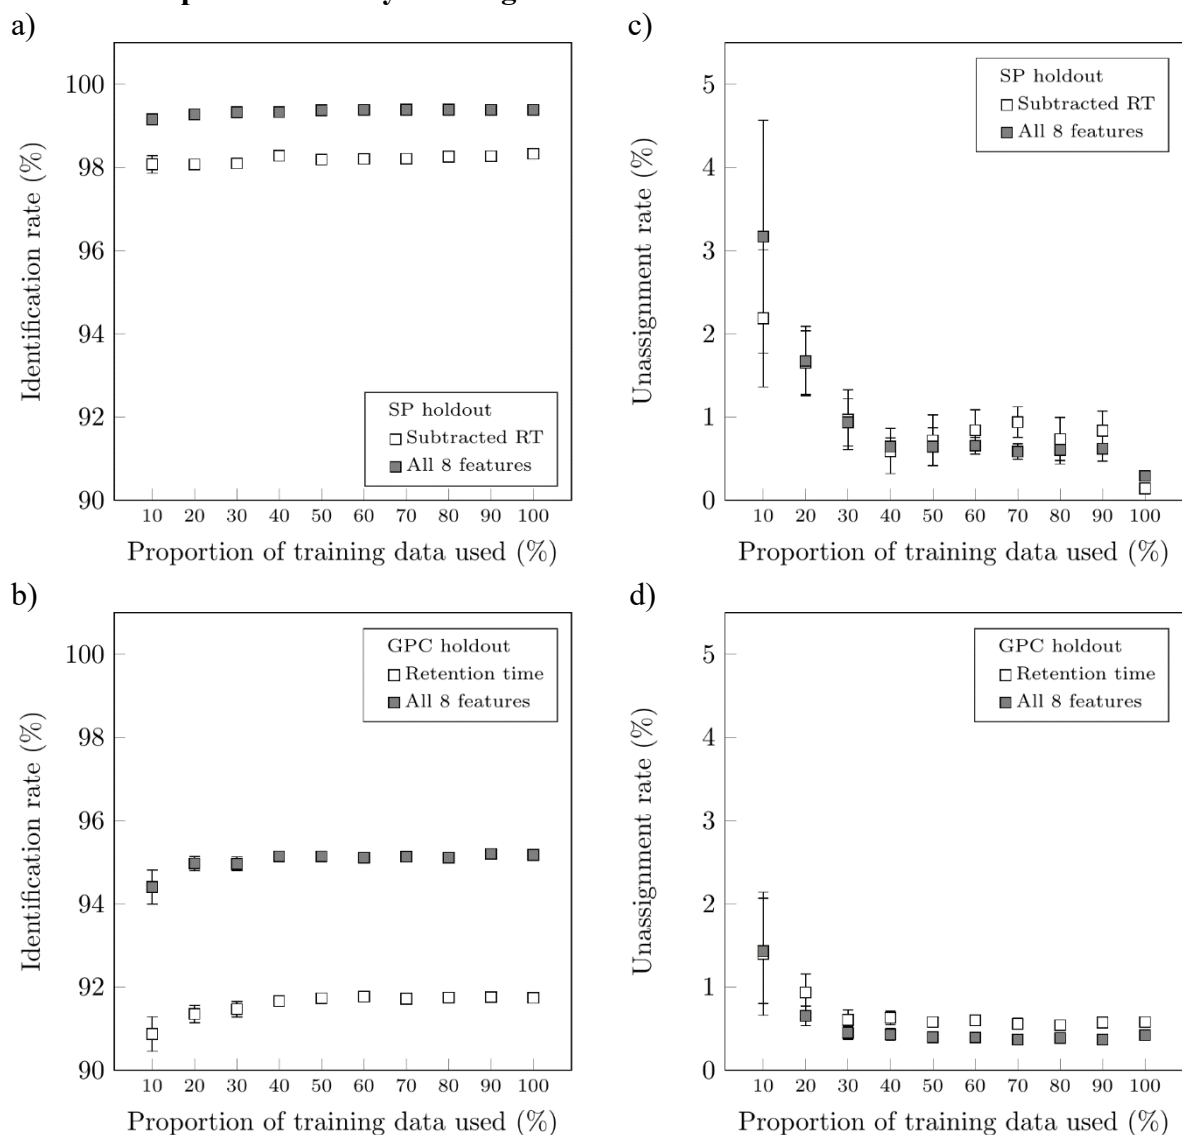 a)
Identification rate (%)
100
98
96
94
92
90
SP holdout
Subtracted RT
All 8 features
10 20 30 40 50 60 70 80 90 100
Proportion of training data used (%)
c)
Unassignment rate (%)
5
4
3
2
1
0
SP holdout
Subtracted RT
All 8 features
10 20 30 40 50 60 70 80 90 100
Proportion of training data used (%)
b)
Identification rate (%)
100
98
96
94
92
90
GPC holdout
Retention time
All 8 features
10 20 30 40 50 60 70 80 90 100
Proportion of training data used (%)
d)
Unassignment rate (%)
5
4
3
2
1
0
GPC holdout
Retention time
All 8 features
10 20 30 40 50 60 70 80 90 100
Proportion of training data used (%)